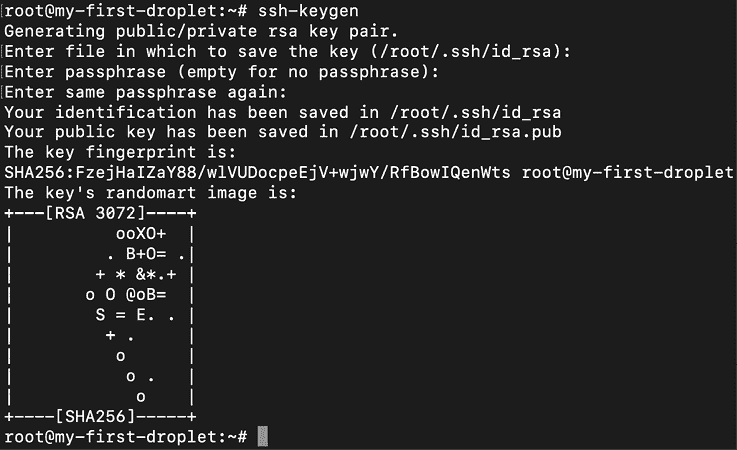 root@my-first-droplet:~# ssh-keygen
Generating public/private rsa key pair.
Enter file in which to save the key (/root/.ssh/id_rsa):
Enter passphrase (empty for no passphrase):
Enter same passphrase again:
Your identification has been saved in /root/.ssh/id_rsa
Your public key has been saved in /root/.ssh/id_rsa.pub
The key fingerprint is:
SHA256:FzejHaIZaY88/wlVUDocpeEjV+wjwY/RfBowIQenWts root@my-first-droplet
The key's randomart image is:
+---[RSA 3072]----+
|          ooXO+  |
|         . B+O= .|
|        + * &*.+ |
|       o O @oB=  |
|        S = E. . |
|         + .     |
|          o      |
|           o .   |
|            o    |
+----[SHA256]-----+
root@my-first-droplet:~#